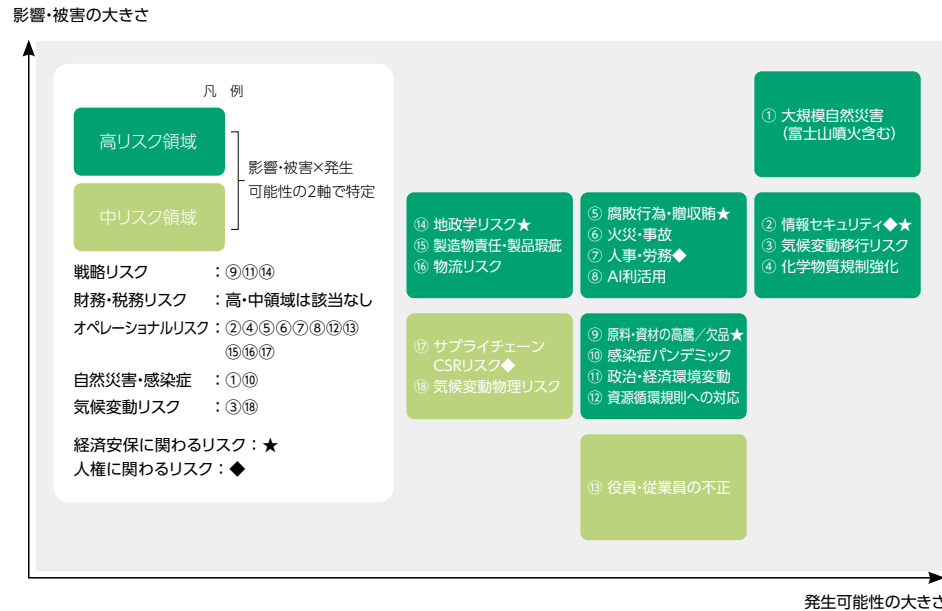 影響・被害の大きさ
凡 例
高リスク領域
中リスク領域
影響・被害×発生
可能性の2軸で特定
戦略リスク ：⑨⑪⑭
財務・税務リスク ：高・中領域は該当なし
オペレーショナルリスク：②④⑤⑥⑦⑧⑫⑬
⑮⑯⑰
自然災害・感染症 ：①⑩
気候変動リスク ：③⑱
経済安保に関わるリスク：★
人権に関わるリスク：◆
① 大規模自然災害
(富士山噴火含む)
⑭ 地政学リスク★
⑮ 製造物責任・製品瑕疵
⑯ 物流リスク
⑤ 腐敗行為・贈収賄★
⑥ 火災・事故
⑦ 人事・労務◆
⑧ AI利活用
② 情報セキュリティ◆★
③ 気候変動移行リスク
④ 化学物質規制強化
⑰ サプライチェーン
CSRリスク◆
⑱ 気候変動物理リスク
⑨ 原料・資材の高騰／欠品★
⑩ 感染症パンデミック
⑪ 政治・経済環境変動
⑫ 資源循環規則への対応
⑬ 役員・従業員の不正
発生可能性の大きさ